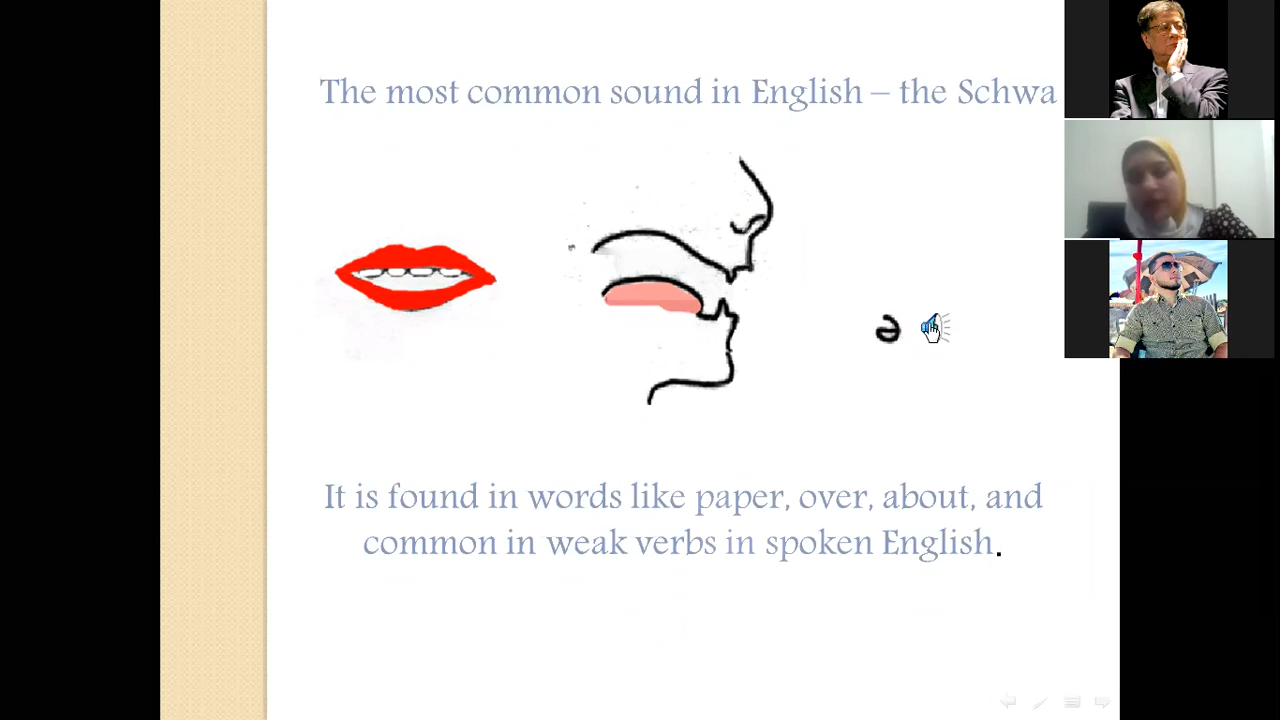 The most common sound in English – the Schwa
ə
It is found in words like paper, over, about, and
common in weak verbs in spoken English.